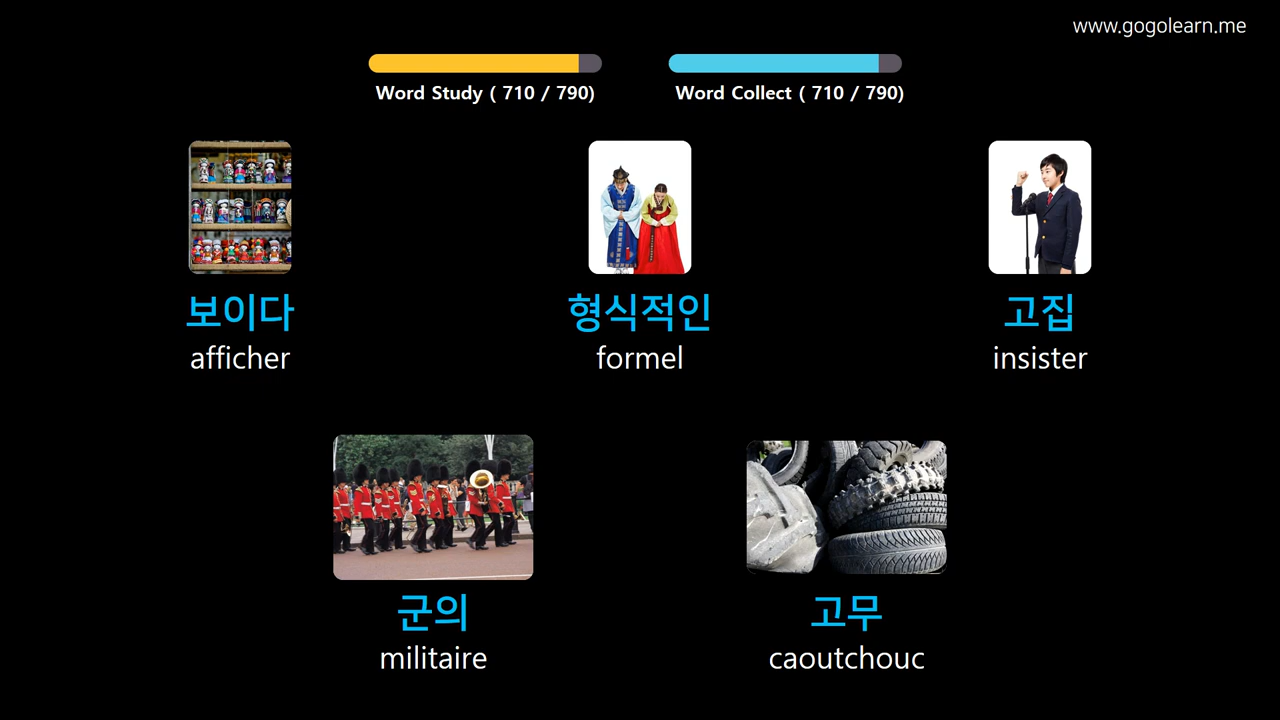 www.gogolearn.me
Word Study ( 710 / 790)
Word Collect ( 710 / 790)
보이다
afficher
형식적인
formel
고집
insister
군의
militaire
고무
caoutchouc